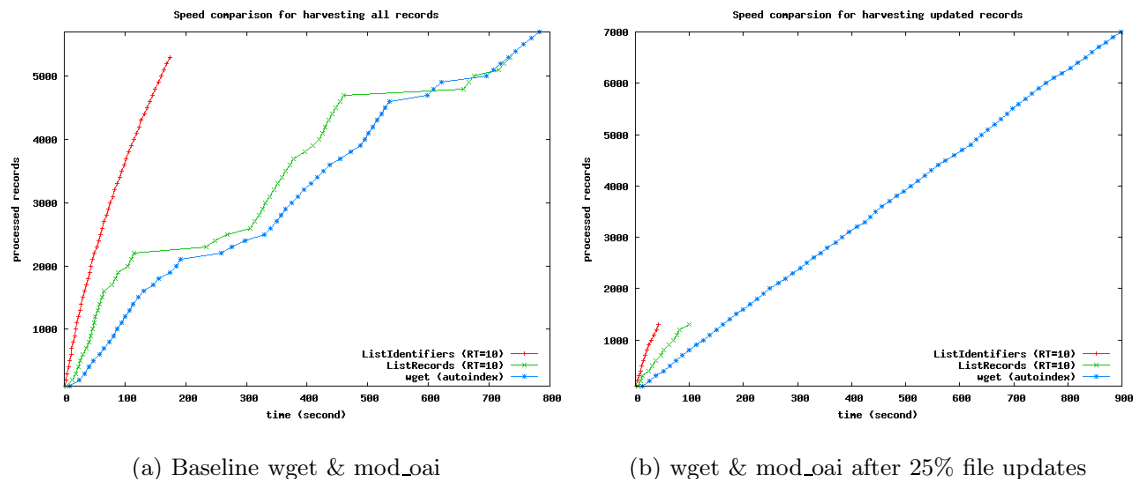 Speed comparison for harvesting all records
processed records
5000
4000
3000
2000
1000
0 100 200 300 400 500 600 700 800
time (second)
ListIdentifiers (RT=10)
ListRecords (RT=10)
wget (autoindex)
(a) Baseline wget & mod_oai
Speed comparsion for harvesting updated records
processed records
7000
6000
5000
4000
3000
2000
1000
0 100 200 300 400 500 600 700 800 900
time (second)
ListIdentifiers (RT=10)
ListRecords (RT=10)
wget (autoindex)
(b) wget & mod_oai after 25% file updates